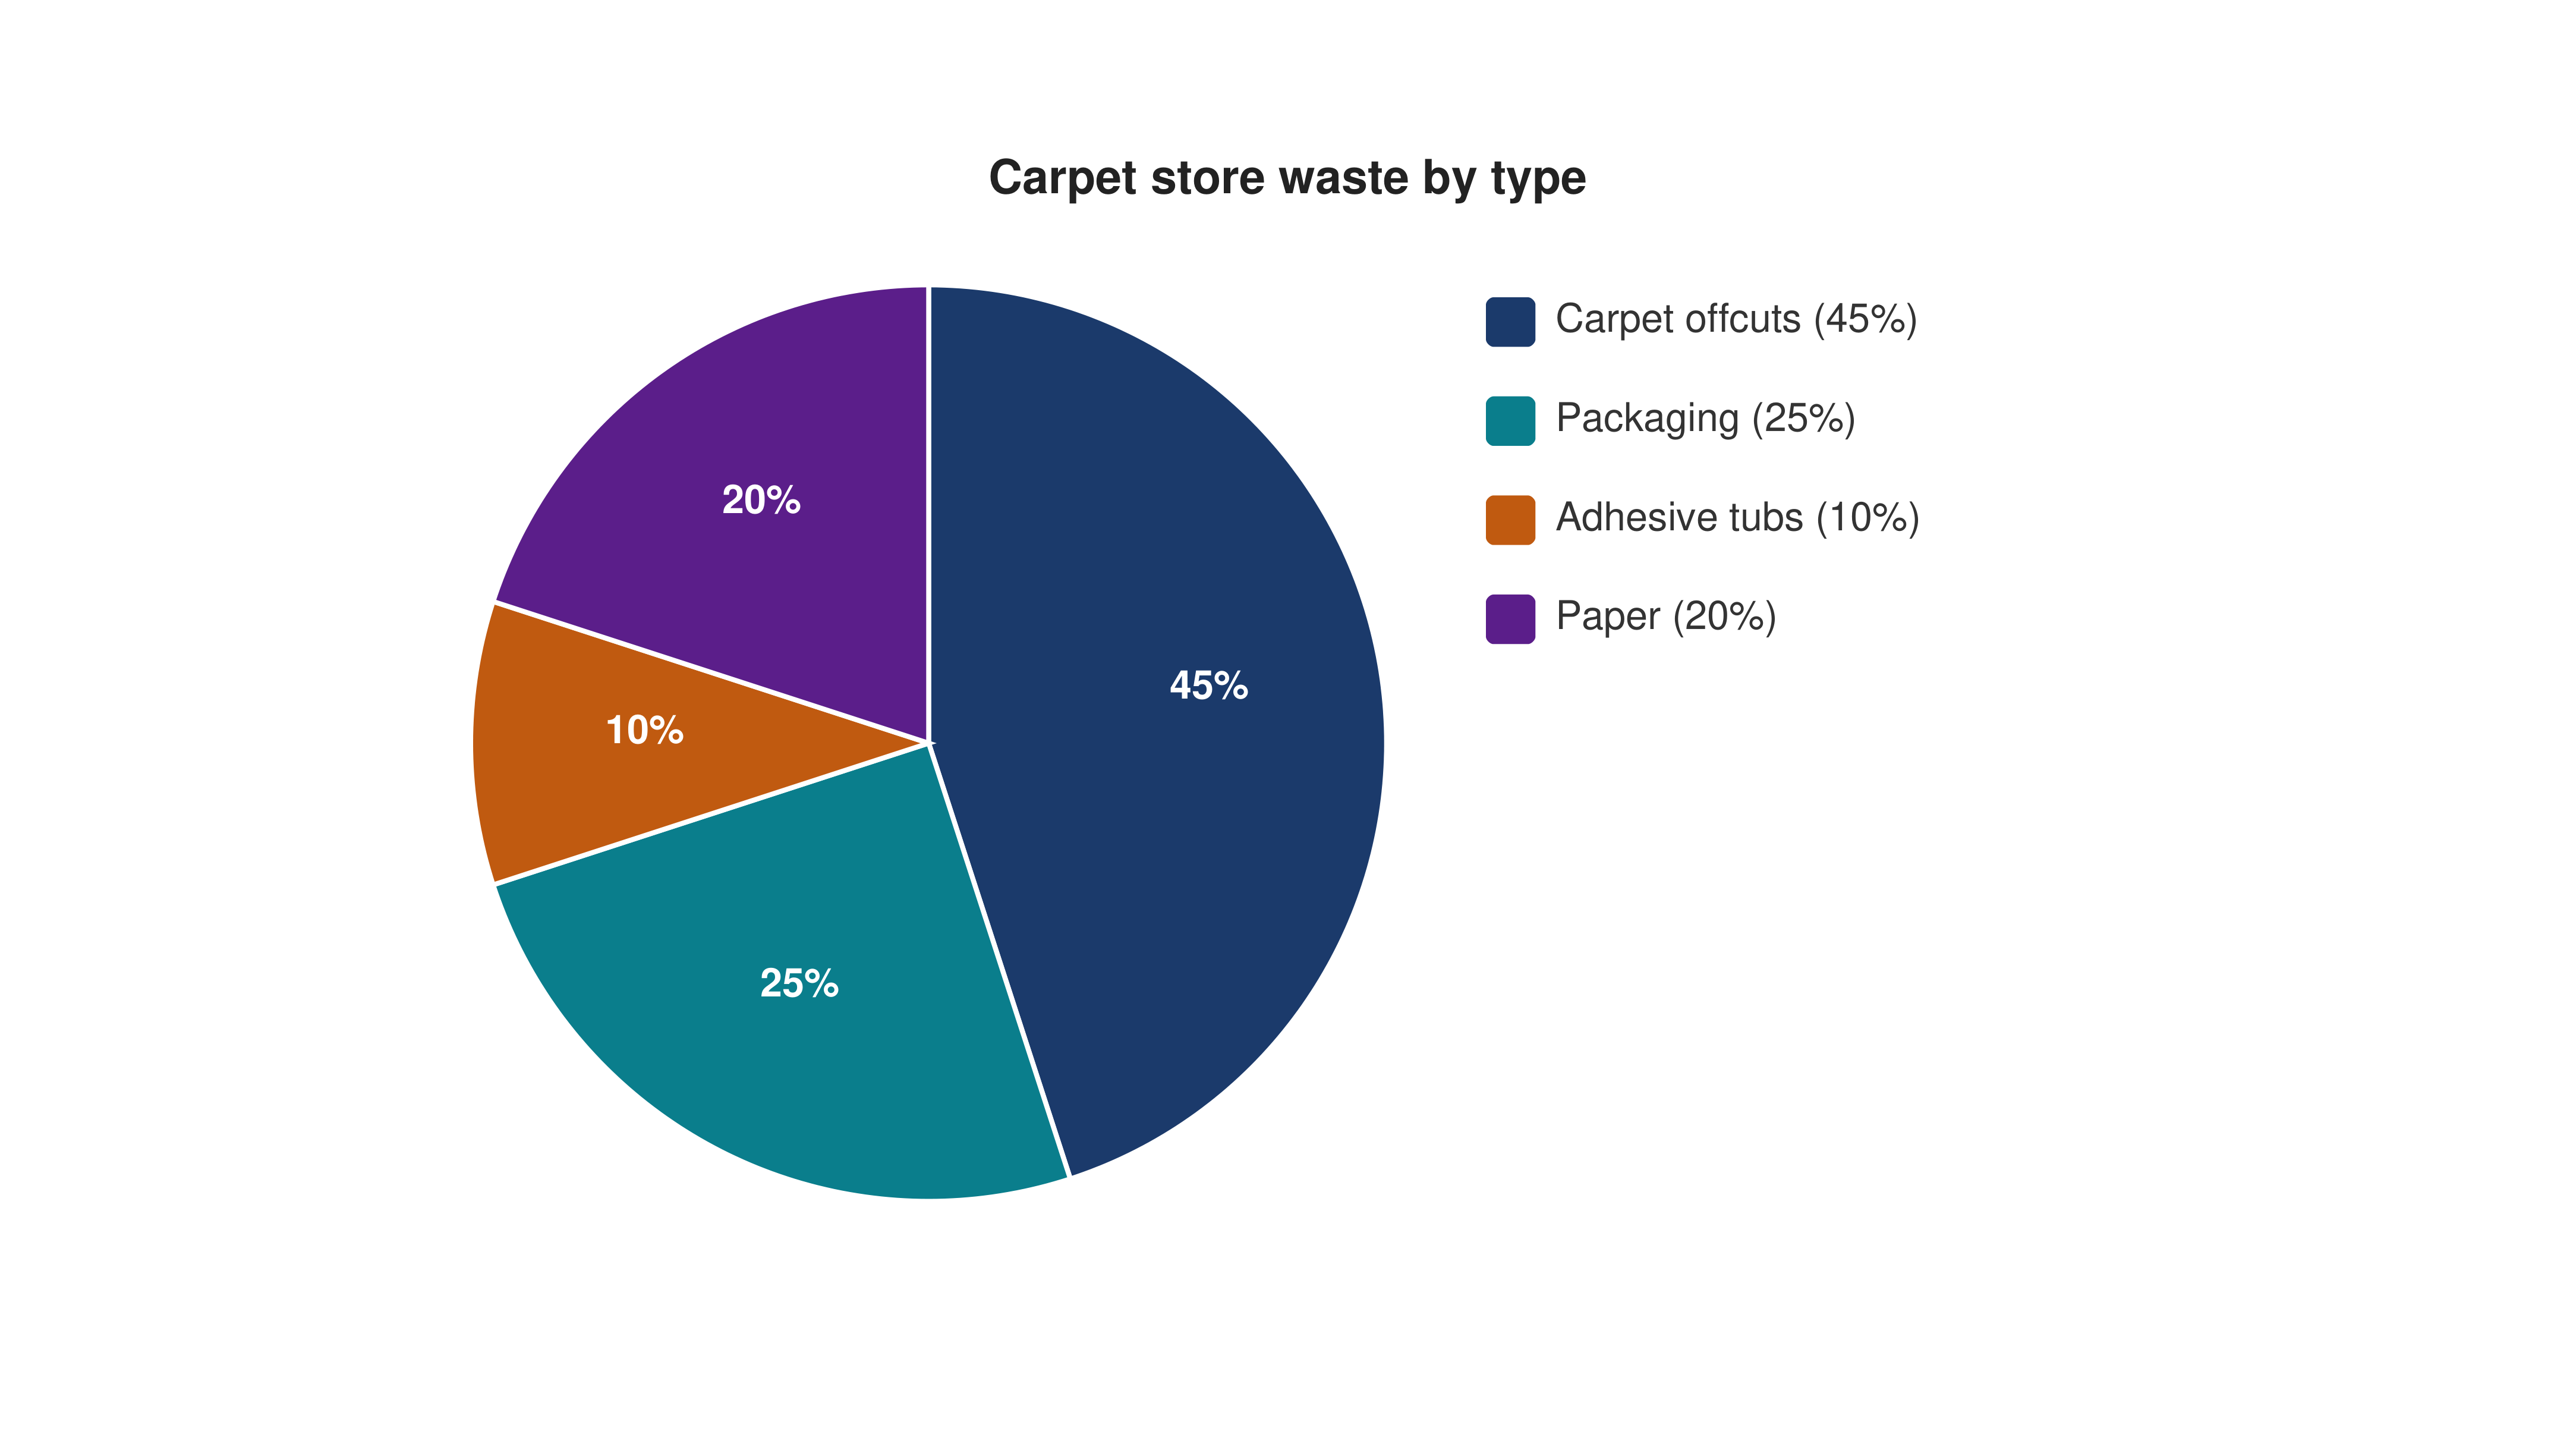 Carpet store waste by type
Carpet offcuts (45%)
Packaging (25%)
Adhesive tubs (10%)
Paper (20%)
20%
45%
10%
25%